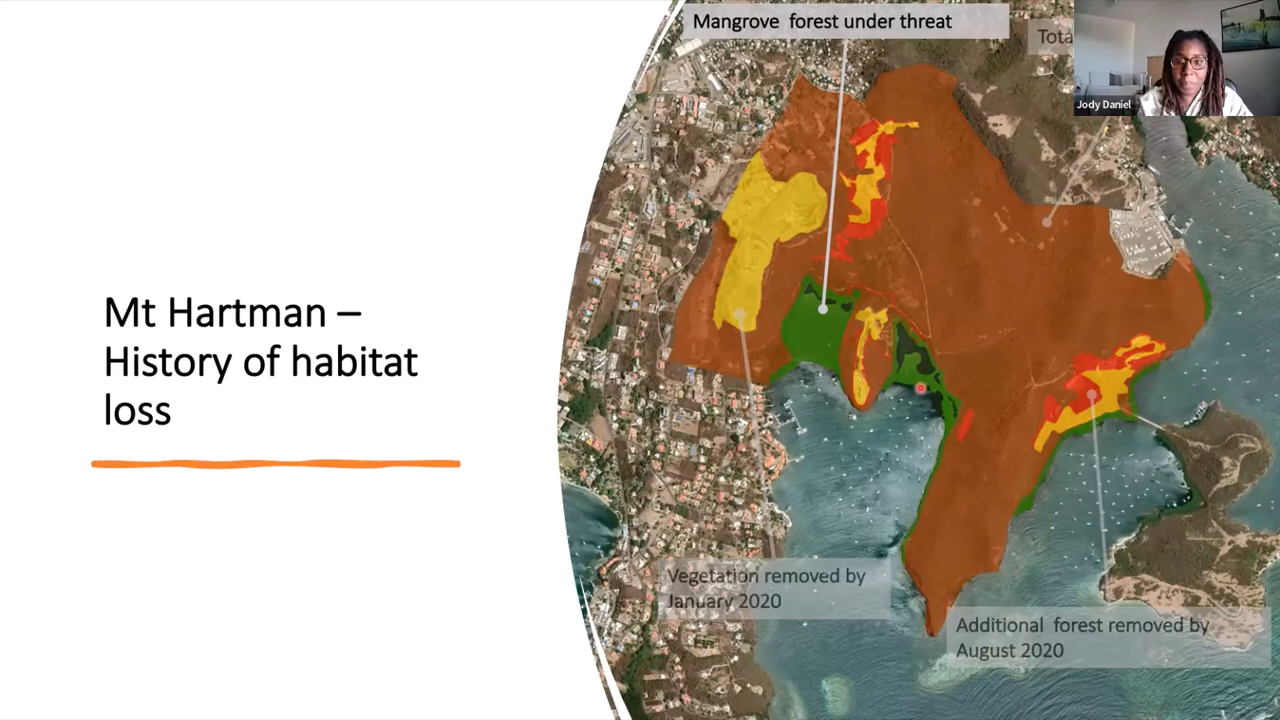 Mangrove forest under threat
Tota
Jody Daniel
Mt Hartman –
History of habitat
loss
Vegetation removed by
January 2020
Additional forest removed by
August 2020